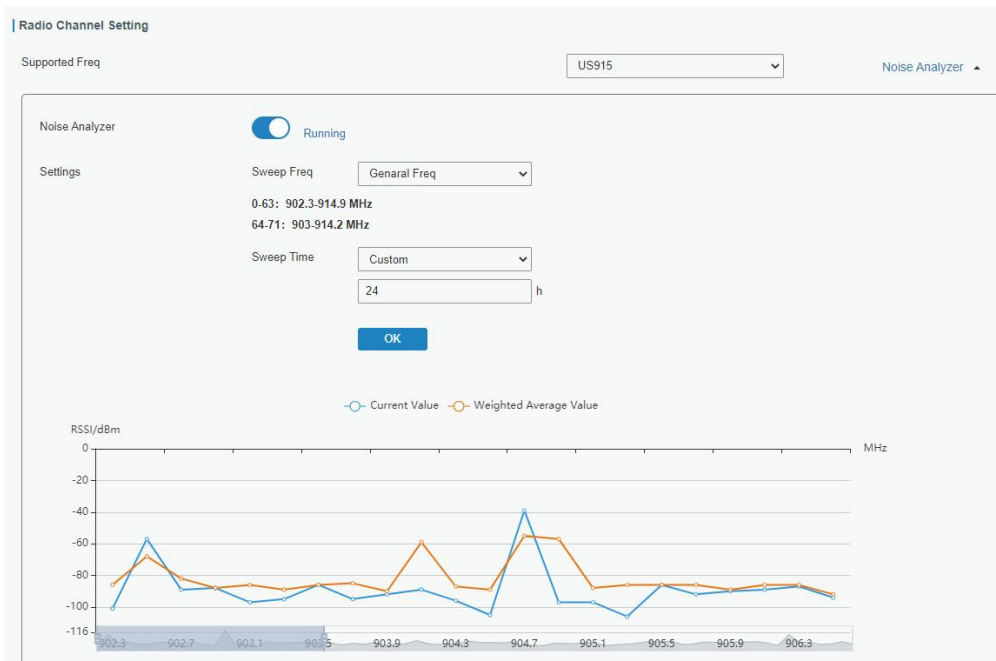 Radio Channel Setting
Supported Freq US915 Noise Analyzer
Noise Analyzer Running
Settings Sweep Freq Genaral Freq
0-63: 902.3-914.9 MHz
64-71: 903-914.2 MHz
Sweep Time Custom
24 h
OK
Current Value Weighted Average Value
RSSI/dBm
0 MHz
-20
-40
-60
-80
-100
-116
902.3 902.7 903.1 903.5 903.9 904.3 904.7 905.1 905.5 905.9 906.3